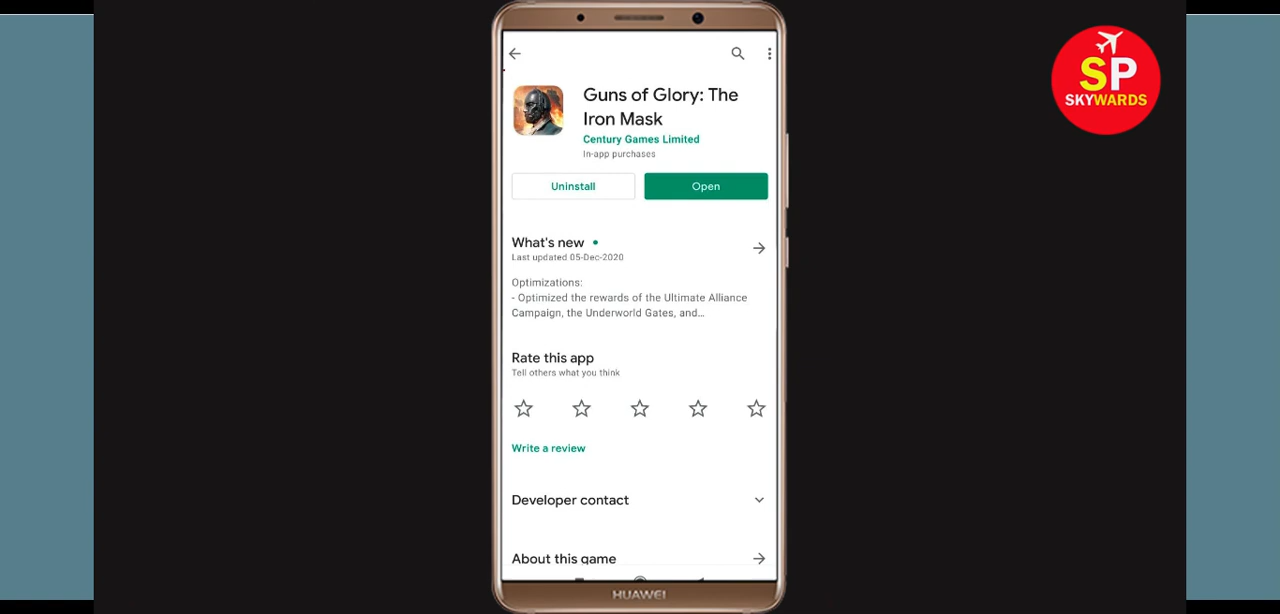 SP
SKYWARDS
Guns of Glory: The
Iron Mask
Century Games Limited
In-app purchases
Uninstall
Open
What's new
Last updated 05-Dec-2020
Optimizations:
- Optimized the rewards of the Ultimate Alliance
Campaign, the Underworld Gates, and...
Rate this app
Tell others what you think
Write a review
Developer contact
About this game
HUAWEI